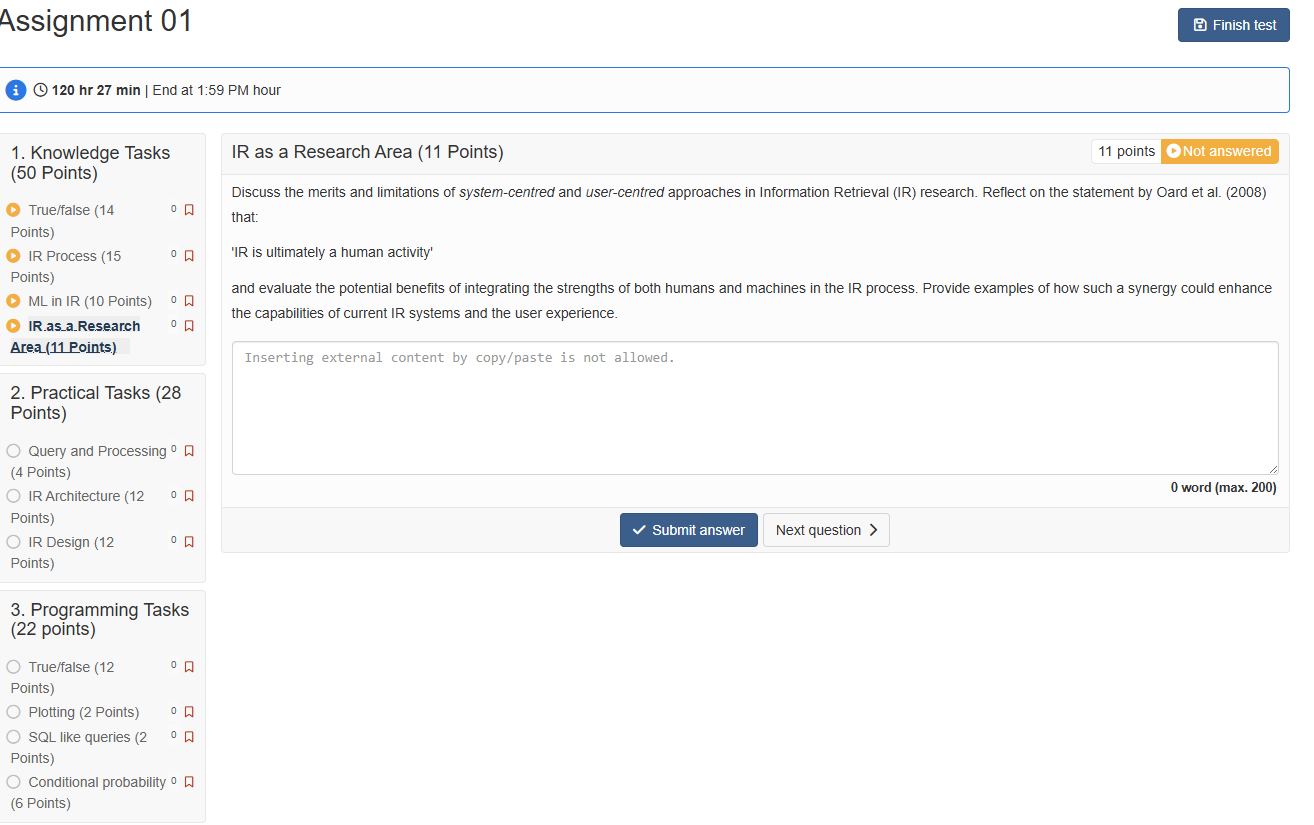 Assignment 01
Finish test
120 hr 27 min | End at 1:59 PM hour
1. Knowledge Tasks
(50 Points)
True/false (14
Points)
0
IR Process (15
Points)
0
ML in IR (10 Points)
0
IR as a Research
Area (11 Points)
0
2. Practical Tasks (28
Points)
Query and Processing
(4 Points)
0
IR Architecture (12
Points)
0
IR Design (12
Points)
0
3. Programming Tasks
(22 points)
True/false (12
Points)
0
Plotting (2 Points)
0
SQL like queries (2
Points)
0
Conditional probability
(6 Points)
0
IR as a Research Area (11 Points)
11 points
Not answered
Discuss the merits and limitations of system-centred and user-centred approaches in Information Retrieval (IR) research. Reflect on the statement by Oard et al. (2008)
that:
'IR is ultimately a human activity'
and evaluate the potential benefits of integrating the strengths of both humans and machines in the IR process. Provide examples of how such a synergy could enhance
the capabilities of current IR systems and the user experience.
Inserting external content by copy/paste is not allowed.
0 word (max. 200)
Submit answer
Next question